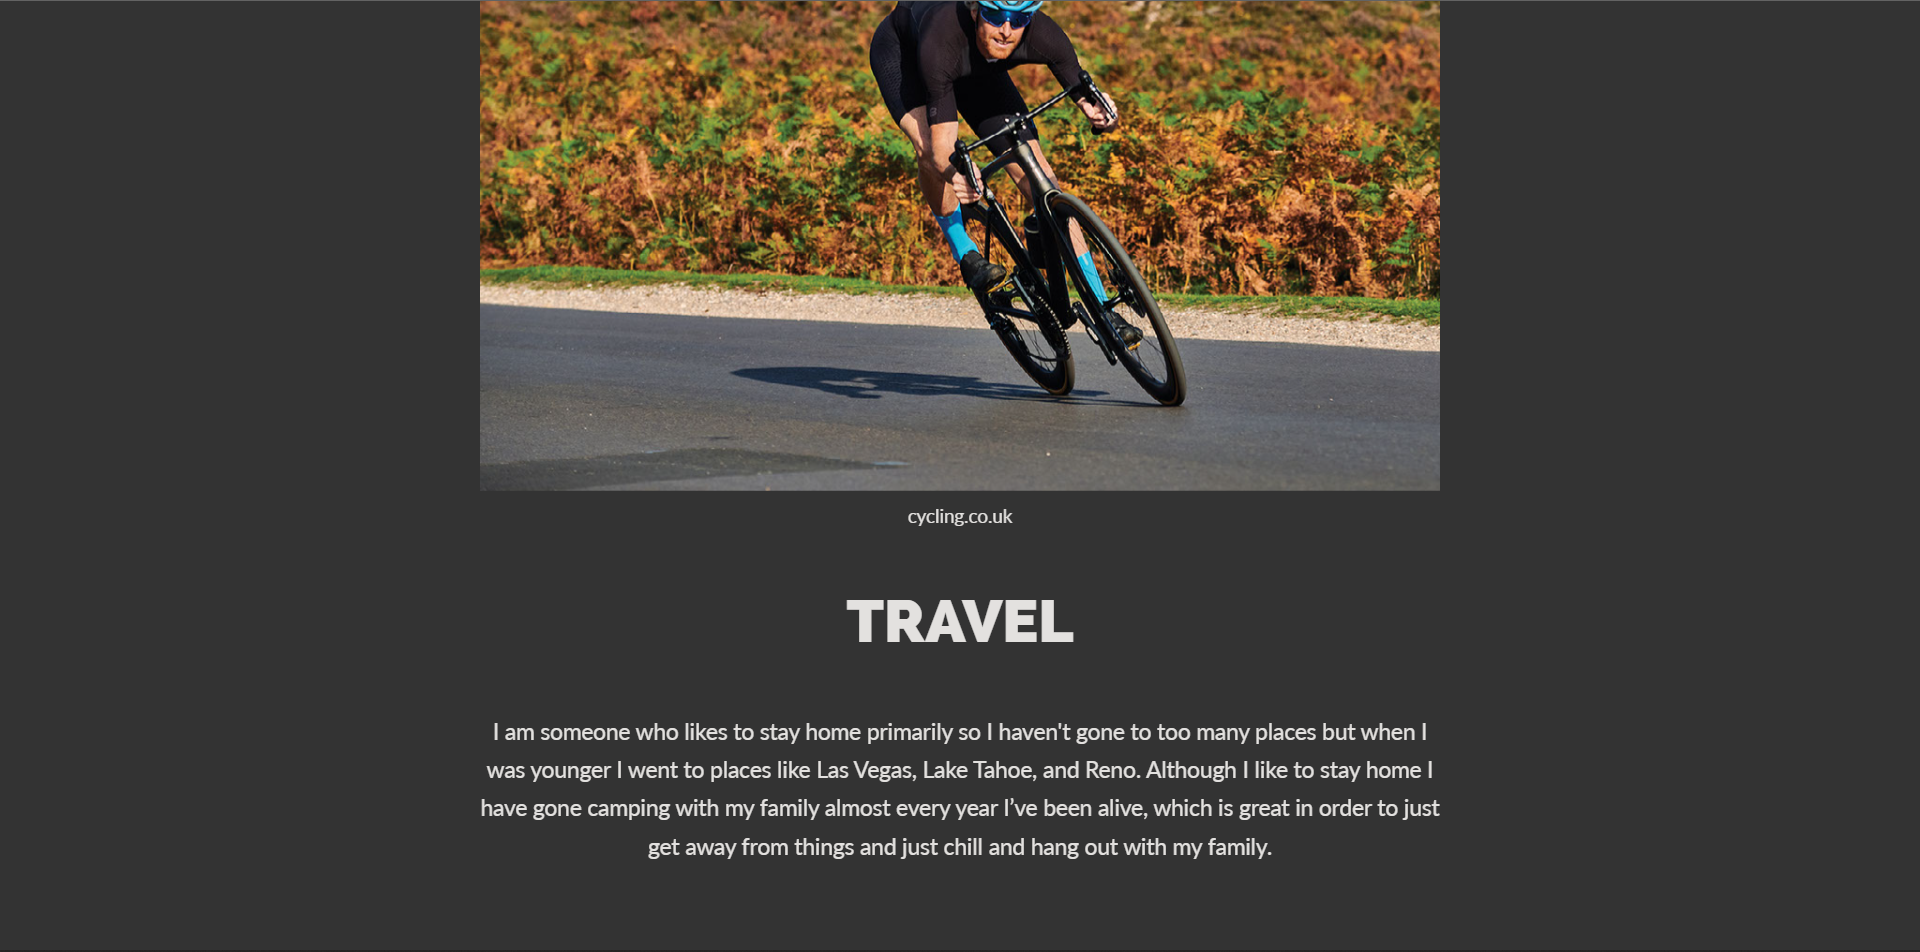 cycling.co.uk
TRAVEL
I am someone who likes to stay home primarily so I haven't gone to too many places but when I
was younger I went to places like Las Vegas, Lake Tahoe, and Reno. Although I like to stay home I
have gone camping with my family almost every year I’ve been alive, which is great in order to just
get away from things and just chill and hang out with my family.